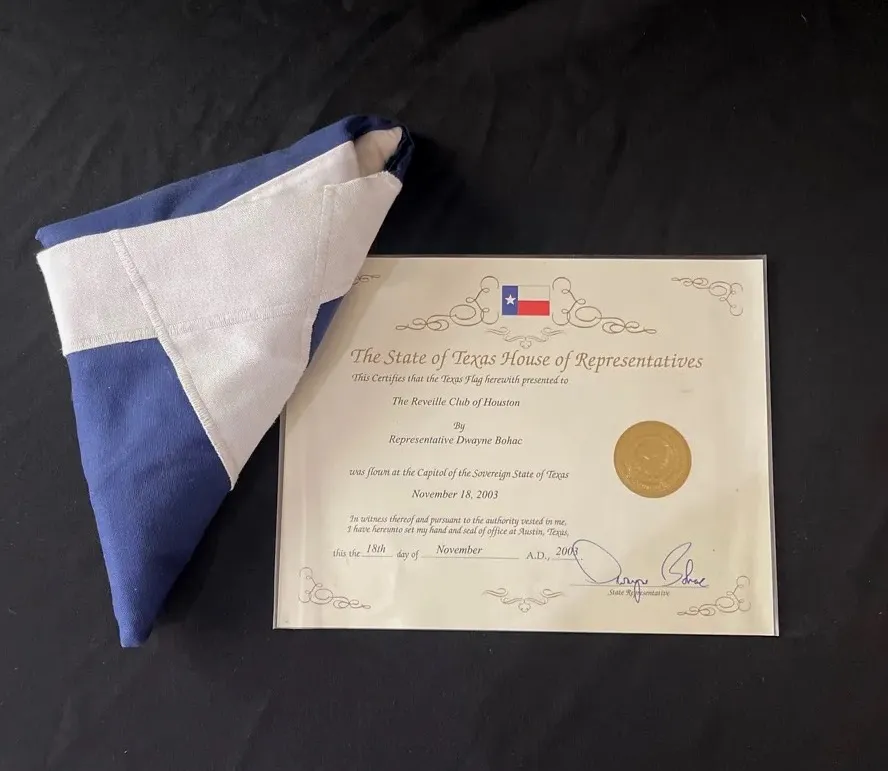 The State of Texas House of Representatives
This Certifies that the Texas Flag herewith presented to
The Reveille Club of Houston
By
Representative Dwayne Bohac
was flown at the Capitol of the Sovereign State of Texas
November 18, 2003
In witness thereof and pursuant to the authority vested in me,
I have hereunto set my hand and seal of office at Austin, Texas,
this the 18th day of November A.D., 2003
Dwayne Bohac
State Representative